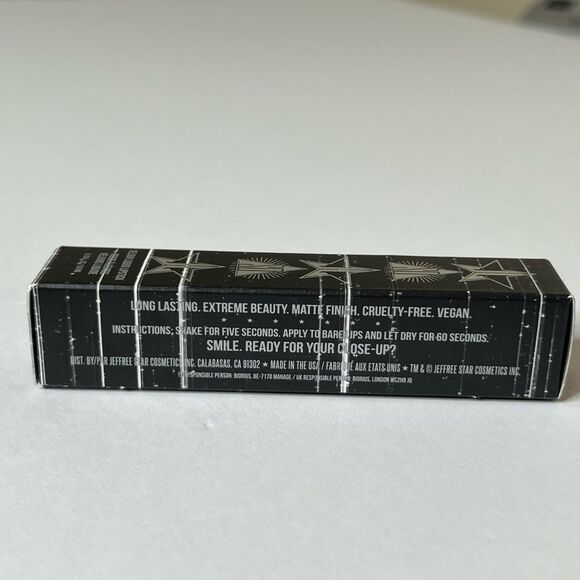 LONG LASTING. EXTREME BEAUTY. MATTE FINISH. CRUELTY-FREE. VEGAN.
INSTRUCTIONS: SHAKE FOR FIVE SECONDS. APPLY TO BARE LIPS AND LET DRY FOR 60 SECONDS.
SMILE. READY FOR YOUR CLOSE-UP?
DIST. BY/PAR JEFFREE STAR COSMETICS INC. CALABASAS, CA 91302 ★ MADE IN THE USA / FABRIQUÉ AUX ETATS-UNIS ★ TM & © JEFFREE STAR COSMETICS INC.
RESPONSIBLE PERSON: BIORIUS, BE-7170 MANAGE / UK RESPONSIBLE PERSON: BIORIUS, LONDON WC2H9 JQ